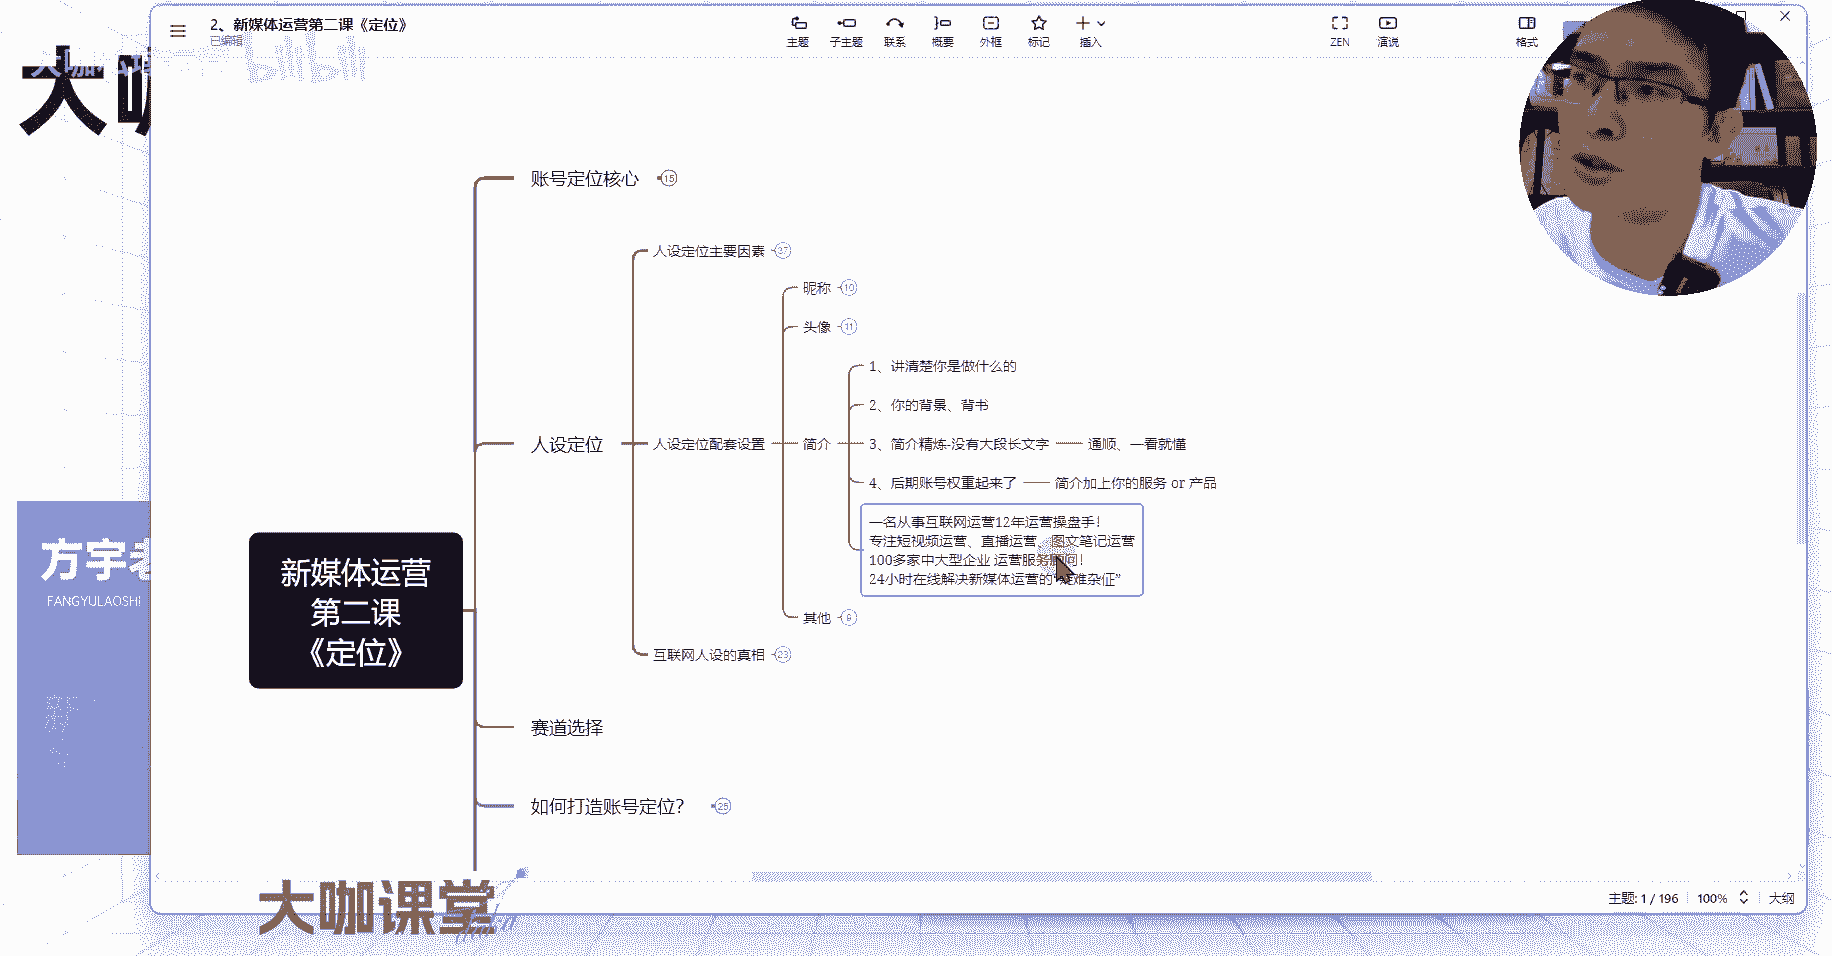 2、新媒体运营第二课《定位》
已编辑
主题
子主题
联系
概要
外框
标记
插入
ZEN
演说
格式
bilibili
大咖
账号定位核心
15
人设定位主要因素
27
昵称
10
头像
11
1、讲清楚你是做什么的
2、你的背景、背书
人设定位
人设定位配套设置
简介
3、简介精炼-没有大段长文字
通顺、一看就懂
4、后期账号权重起来了
简介加上你的服务 or 产品
一名从事互联网运营12年运营操盘手！
专注短视频运营、直播运营、图文笔记运营
100多家中大型企业 运营服务顾问！
24小时在线解决新媒体运营的“疑难杂症”
其他
9
互联网人设的真相
23
新媒体运营
第二课
《定位》
方宇老
FANGYULAOSHI
赛道选择
如何打造账号定位？
25
大咖课堂
主题: 1 / 196
100%
大纲